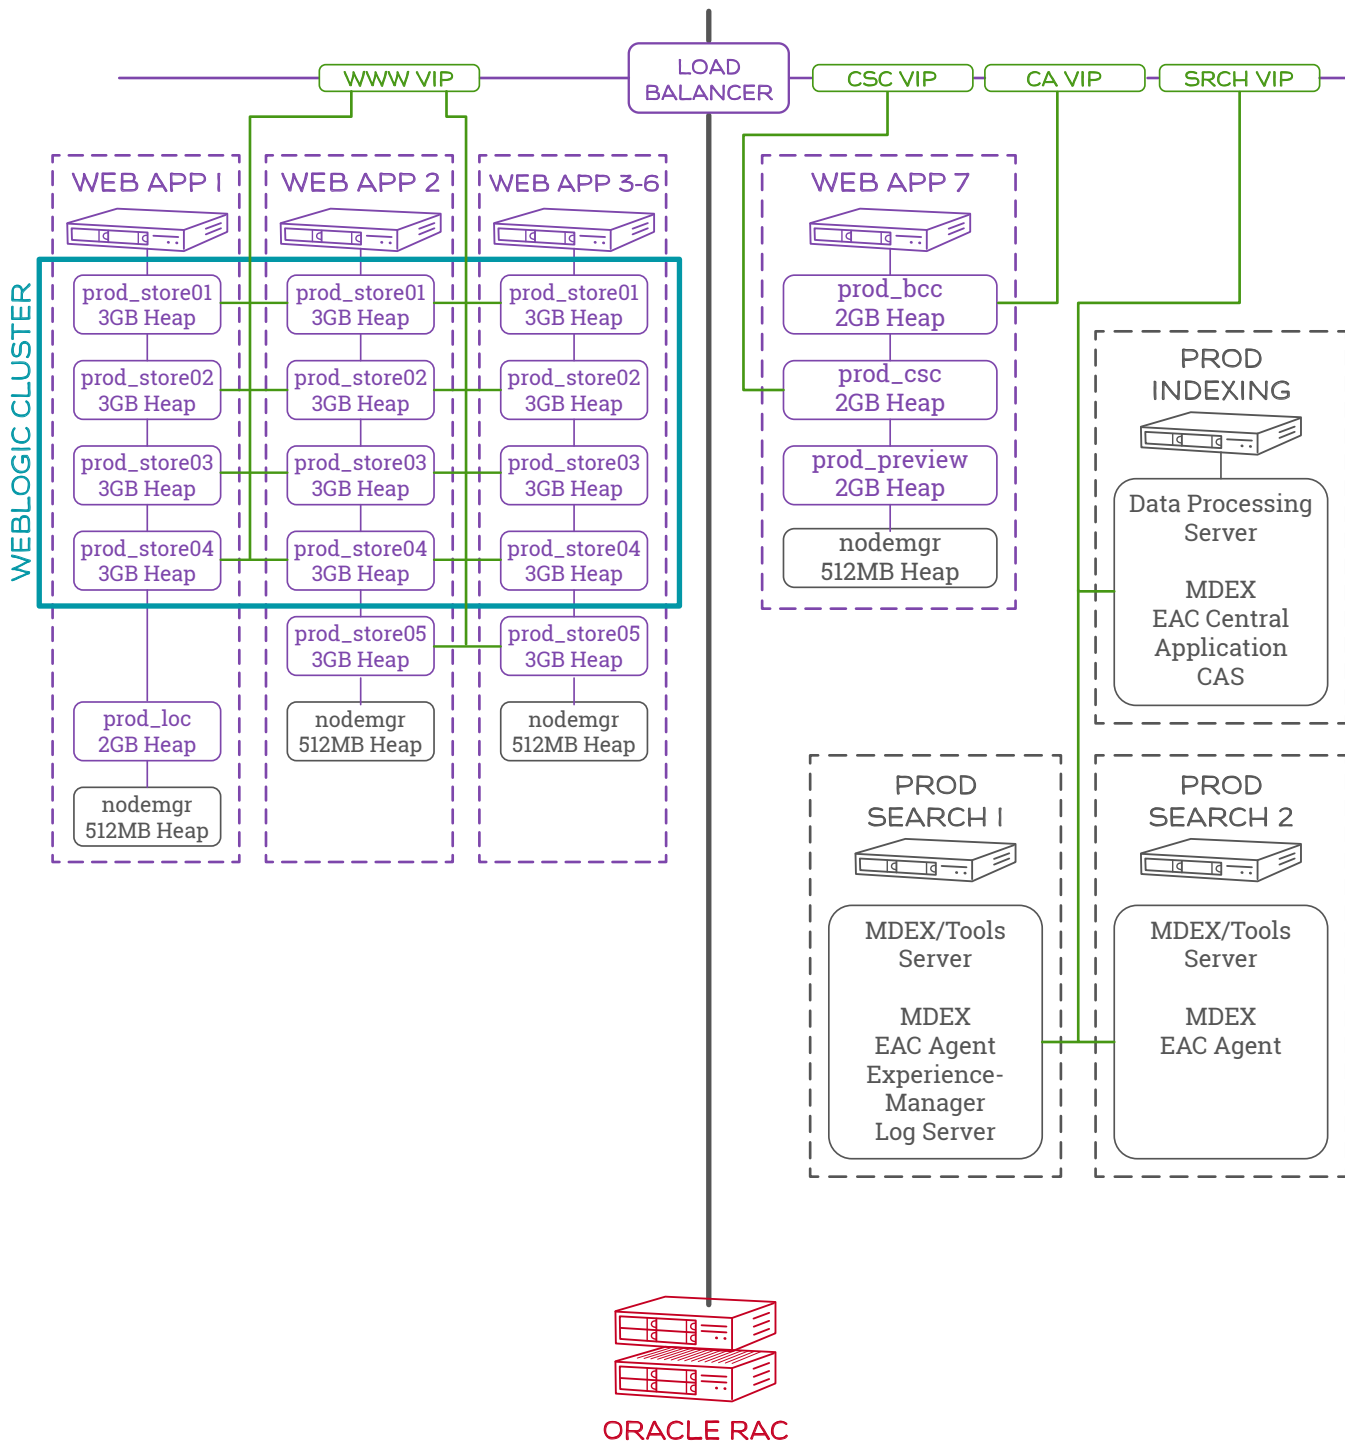 WWW VIP
LOAD
BALANCER
CSC VIP
CA VIP
SRCH VIP
WEBLOGIC CLUSTER
WEB APP 1
prod_store01
3GB Heap
prod_store02
3GB Heap
prod_store03
3GB Heap
prod_store04
3GB Heap
prod_loc
2GB Heap
nodemgr
512MB Heap
WEB APP 2
prod_store01
3GB Heap
prod_store02
3GB Heap
prod_store03
3GB Heap
prod_store04
3GB Heap
prod_store05
3GB Heap
nodemgr
512MB Heap
WEB APP 3-6
prod_store01
3GB Heap
prod_store02
3GB Heap
prod_store03
3GB Heap
prod_store04
3GB Heap
prod_store05
3GB Heap
nodemgr
512MB Heap
WEB APP 7
prod_bcc
2GB Heap
prod_csc
2GB Heap
prod_preview
2GB Heap
nodemgr
512MB Heap
PROD
INDEXING
Data Processing
Server
MDEX
EAC Central
Application
CAS
PROD
SEARCH 1
MDEX/Tools
Server
MDEX
EAC Agent
Experience-
Manager
Log Server
PROD
SEARCH 2
MDEX/Tools
Server
MDEX
EAC Agent
ORACLE RAC